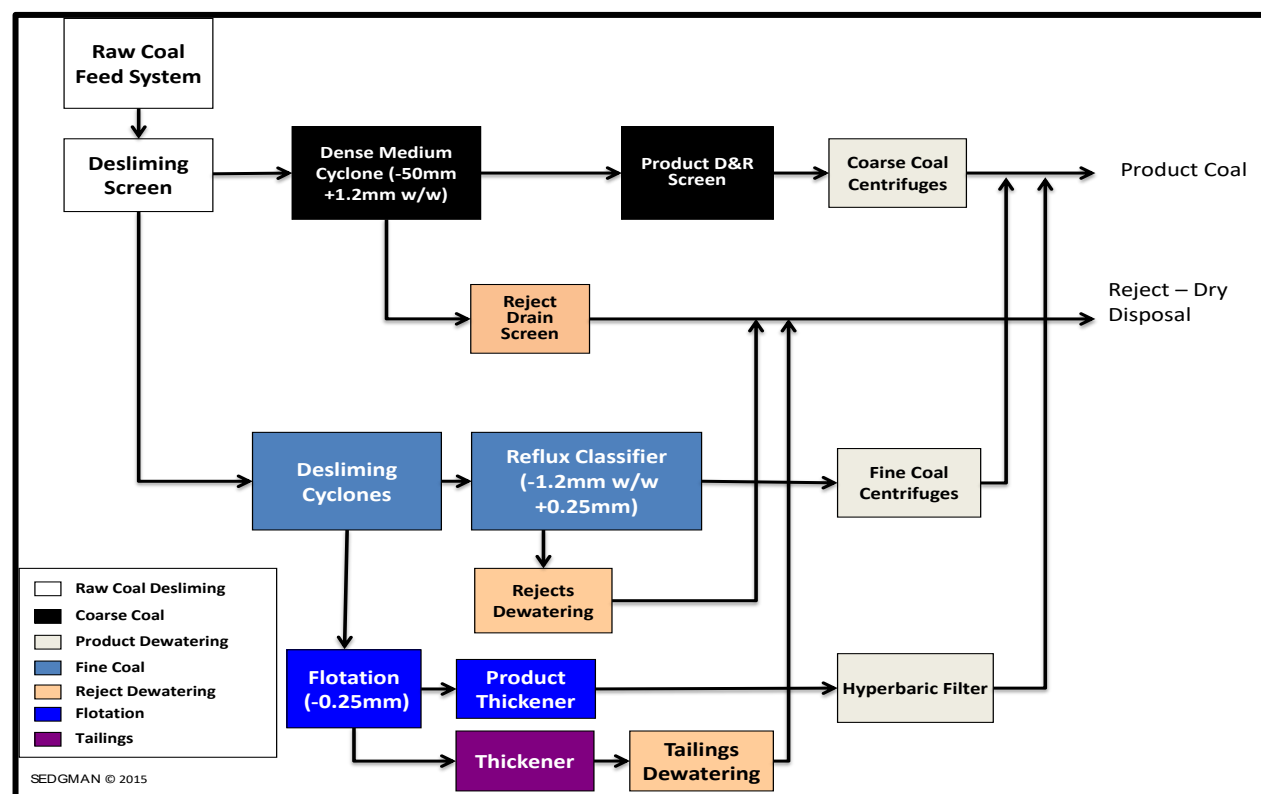 Raw Coal
Feed System
Desliming
Screen
Dense Medium
Cyclone (-50mm
+1.2mm w/w)
Product D&R
Screen
Coarse Coal
Centrifuges
Product Coal
Reject
Drain
Screen
Reject – Dry
Disposal
Desliming
Cyclones
Reflux Classifier
(-1.2mm w/w
+0.25mm)
Fine Coal
Centrifuges
Rejects
Dewatering
Flotation
(-0.25mm)
Product
Thickener
Hyperbaric Filter
Thickener
Tailings
Dewatering
Raw Coal Desliming
Coarse Coal
Product Dewatering
Fine Coal
Reject Dewatering
Flotation
Tailings
SEDGMAN © 2015